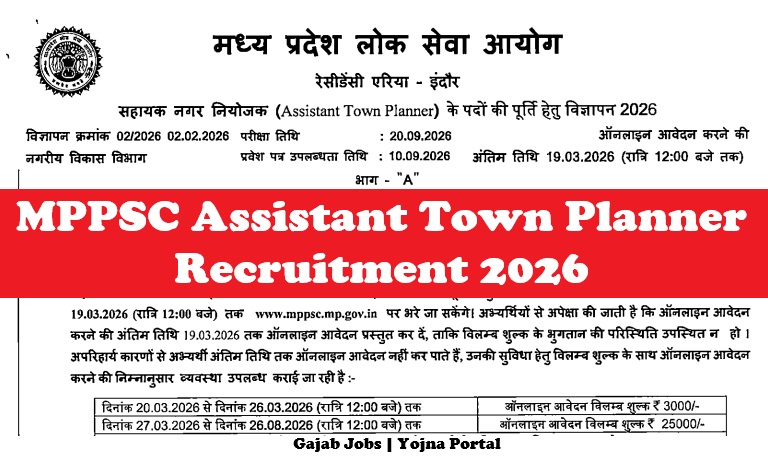 मध्य प्रदेश लोक सेवा आयोग
रेसीडेंसी एरिया - इंदौर
सहायक नगर नियोजक (Assistant Town Planner) के पदों की पूर्ति हेतु विज्ञापन 2026
विज्ञापन क्रमांक 02/2026 02.02.2026 परीक्षा तिथि : 20.09.2026 ऑनलाइन आवेदन करने की
नगरीय विकास विभाग प्रवेश पत्र उपलब्धता तिथि : 10.09.2026 अंतिम तिथि 19.03.2026 (रात्रि 12:00 बजे तक)
भाग - "A"
MPPSC Assistant Town Planner
Recruitment 2026
19.03.2026 (रात्रि 12:00 बजे) तक www.mppsc.mp.gov.in पर भरे जा सकेंगे। अभ्यर्थियों से अपेक्षा की जाती है कि ऑनलाइन आवेदन
करने की अंतिम तिथि 19.03.2026 तक ऑनलाइन आवेदन प्रस्तुत कर दें, ताकि विलम्ब शुल्क के भुगतान की परिस्थिति उपस्थित न हो ।
अपरिहार्य कारणों से अभ्यर्थी अंतिम तिथि तक ऑनलाइन आवेदन नहीं कर पाते हैं, उनकी सुविधा हेतु विलम्ब शुल्क के साथ ऑनलाइन आवेदन
करने की निम्नानुसार व्यवस्था उपलब्ध कराई जा रही है :-
दिनांक 20.03.2026 से दिनांक 26.03.2026 (रात्रि 12:00 बजे) तक ऑनलाइन आवेदन विलम्ब शुल्क ₹ 3000/-
दिनांक 27.03.2026 से दिनांक 26.08.2026 (रात्रि 12:00 बजे) तक ऑनलाइन आवेदन विलम्ब शुल्क ₹ 25000/-
Gajab Jobs | Yojna Portal